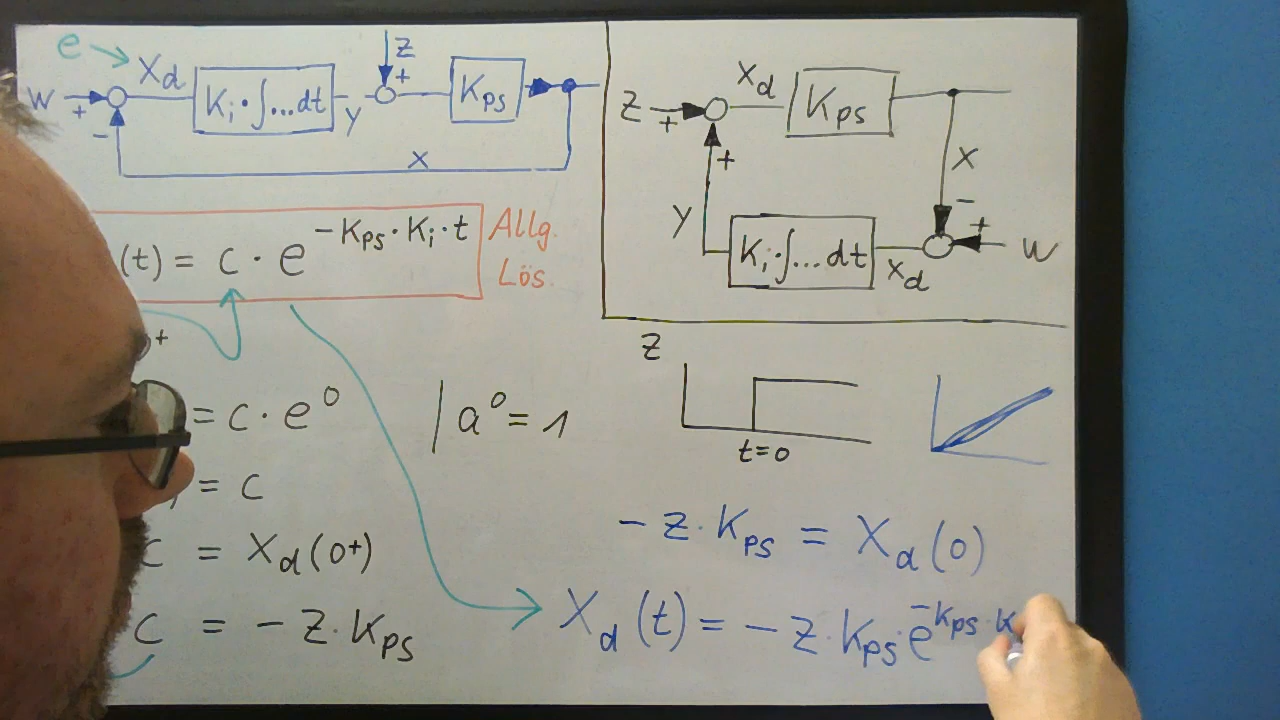 e
z
W + Xd Ki·∫...dt y + Kps
−
x
(t) = c · e^−Kps·Ki·t Allg. Lös.
0+
= c · e^0 | a^0 = 1
= c
c = Xd(0+)
c = −z·Kps
Z + Xd Kps
+ x
−
y +
Ki·∫...dt Xd W
z
t=0
−z·Kps = Xd(0)
Xd(t) = −z·Kps·e^−Kps·K